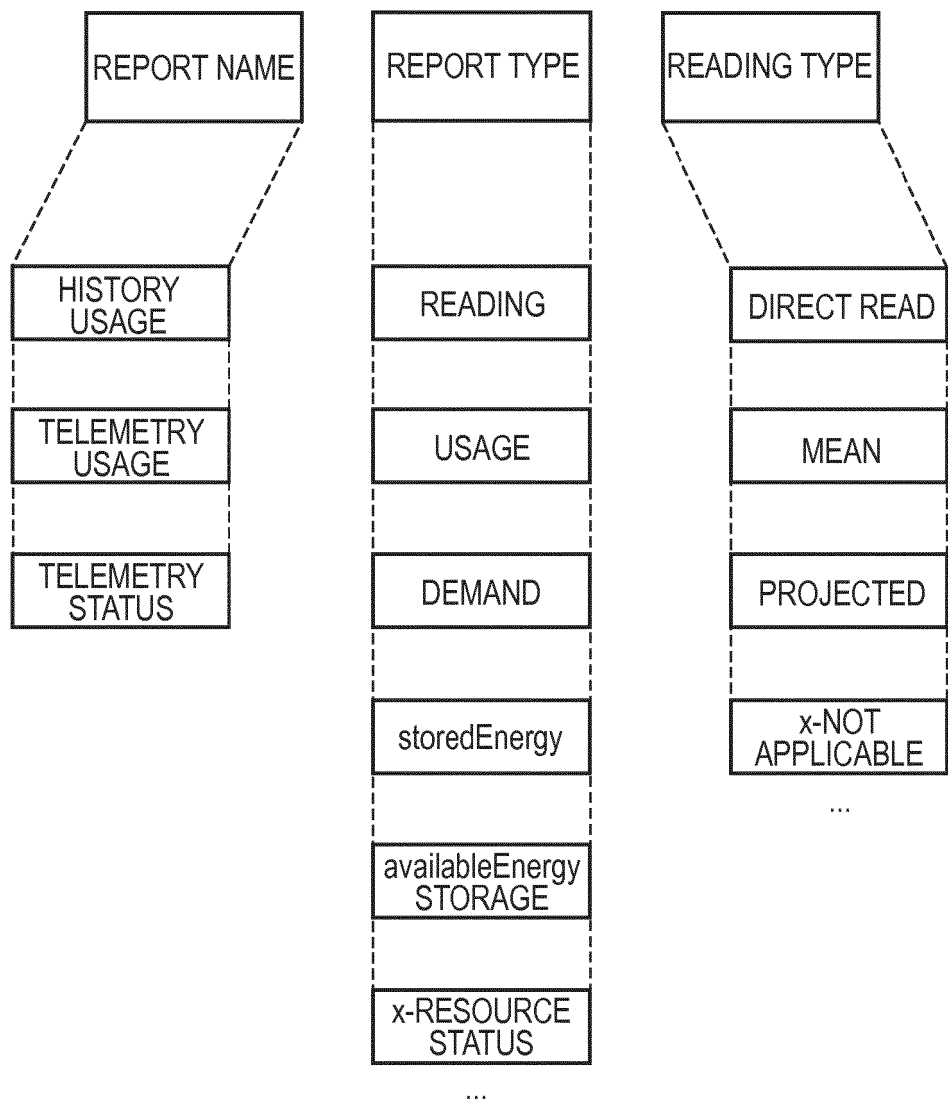 REPORT NAME
REPORT TYPE
READING TYPE
HISTORY
USAGE
READING
DIRECT READ
TELEMETRY
USAGE
USAGE
MEAN
TELEMETRY
STATUS
DEMAND
PROJECTED
storedEnergy
x-NOT
APPLICABLE
...
availableEnergy
STORAGE
x-RESOURCE
STATUS
...